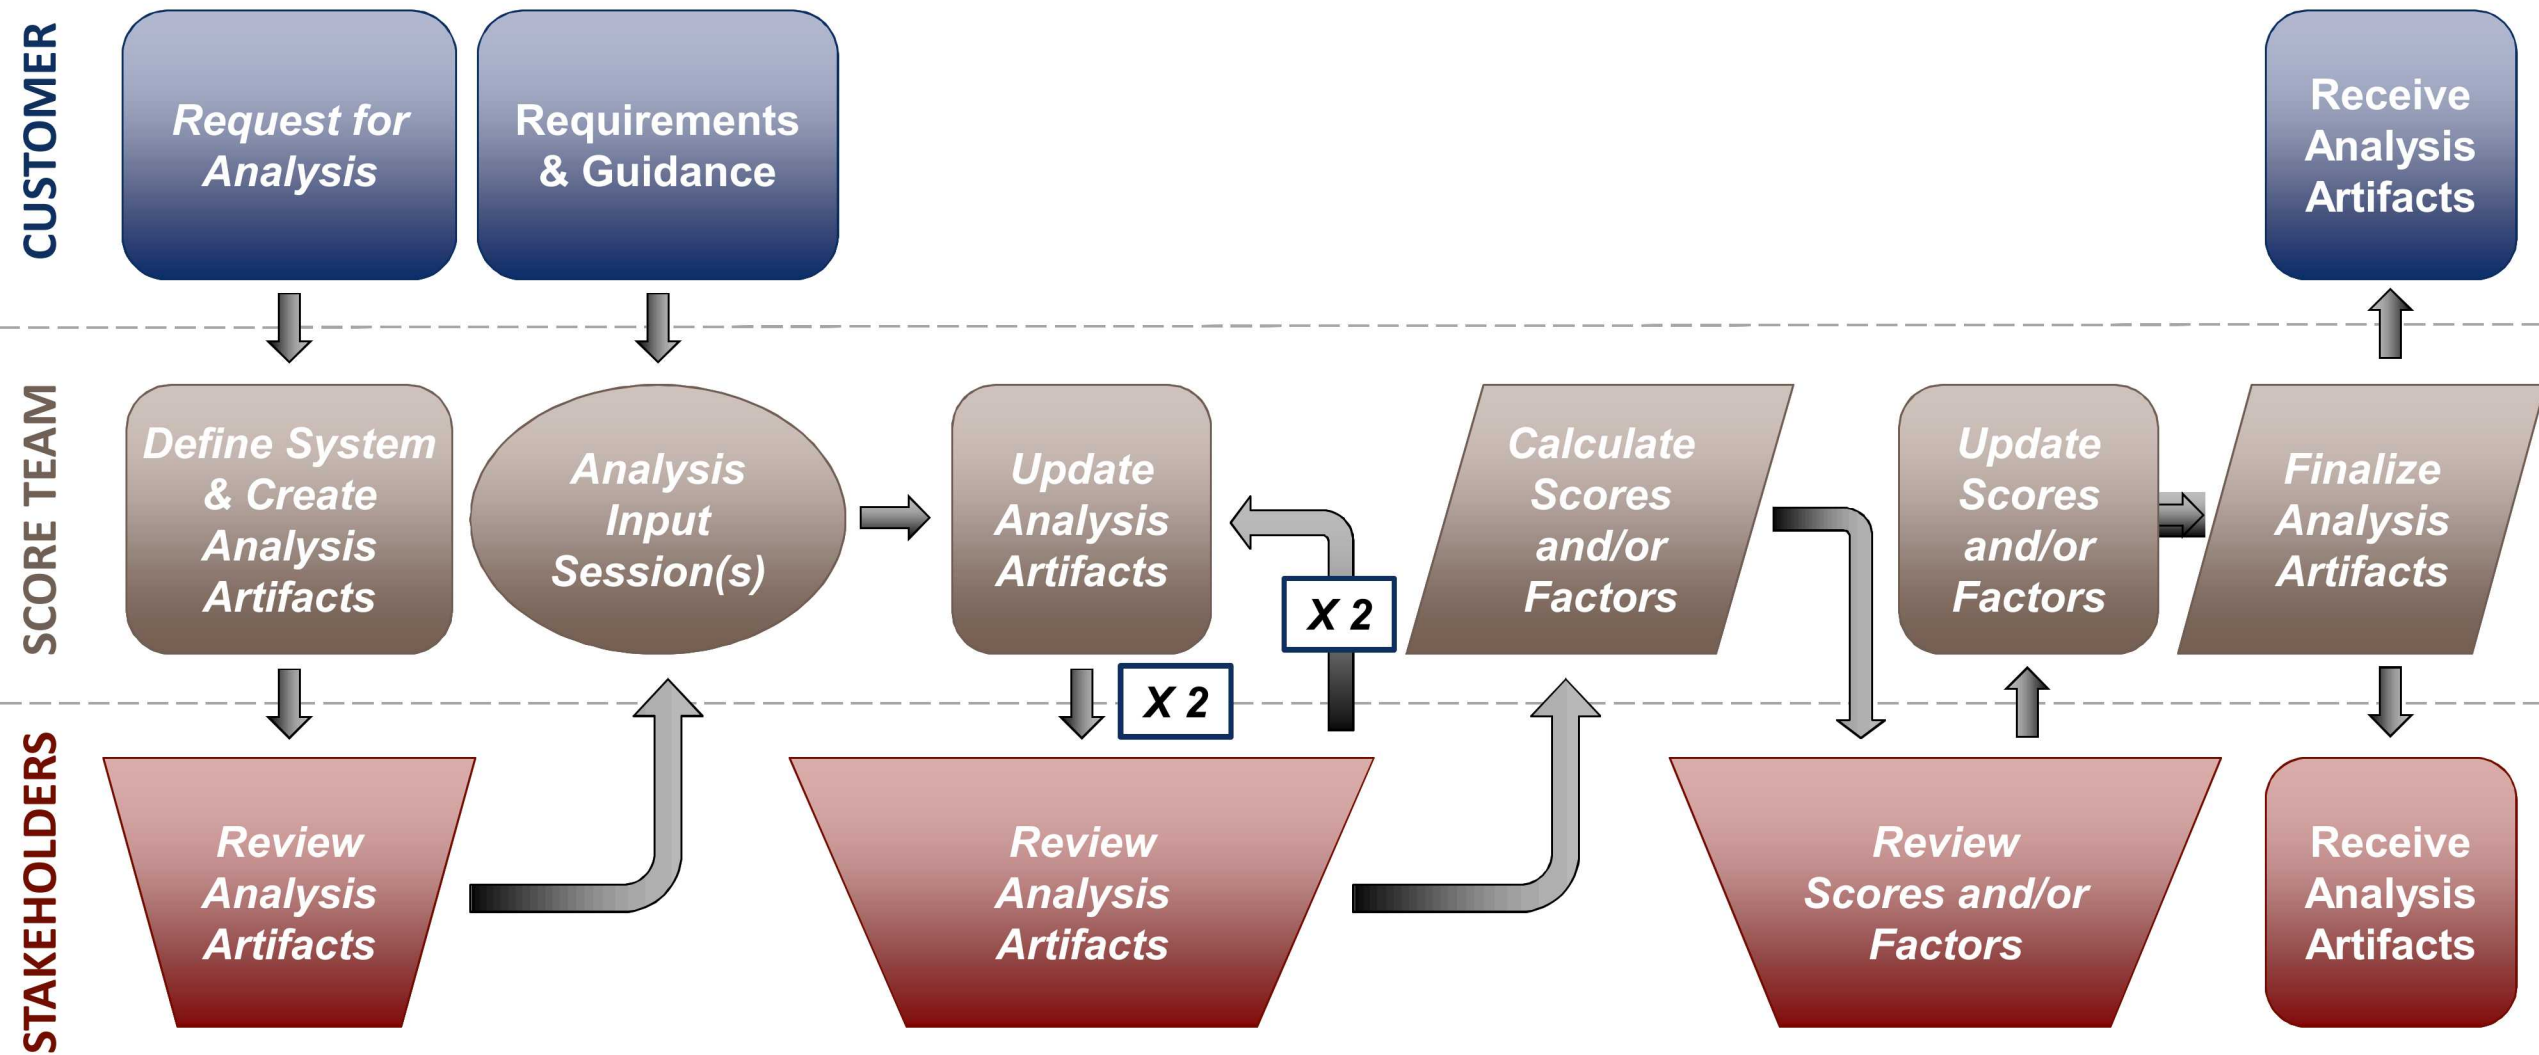 CUSTOMER
Request for
Analysis
Requirements
& Guidance
Receive
Analysis
Artifacts
SCORE TEAM
Define System
& Create
Analysis
Artifacts
Analysis
Input
Session(s)
Update
Analysis
Artifacts
X 2
X 2
Calculate
Scores
and/or
Factors
Update
Scores
and/or
Factors
Finalize
Analysis
Artifacts
STAKEHOLDERS
Review
Analysis
Artifacts
Review
Analysis
Artifacts
Review
Scores and/or
Factors
Receive
Analysis
Artifacts